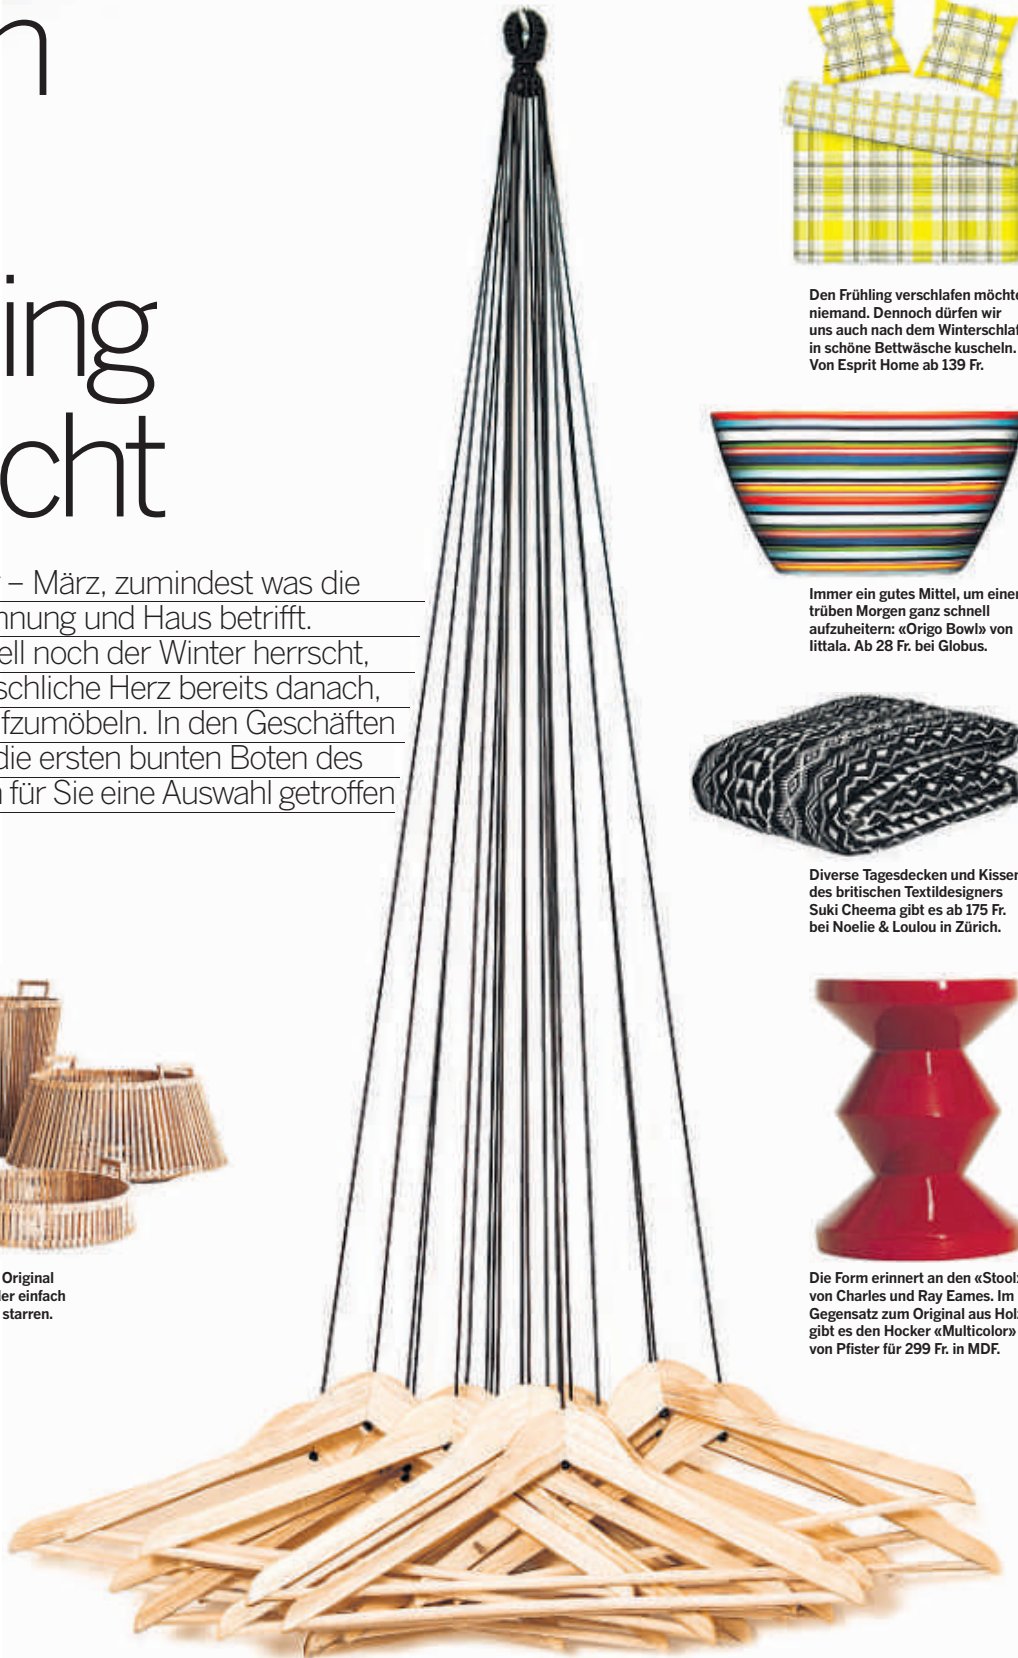 n
ing
cht
– März, zumindest was die
nnung und Haus betrifft.
ell noch der Winter herrscht,
schliche Herz bereits danach,
fzumöbeln. In den Geschäften
die ersten bunten Boten des
für Sie eine Auswahl getroffen
Original
er einfach
starren.
Den Frühling verschlafen möchte
niemand. Dennoch dürfen wir
uns auch nach dem Winterschlaf
in schöne Bettwäsche kuscheln.
Von Esprit Home ab 139 Fr.
Immer ein gutes Mittel, um einen
trüben Morgen ganz schnell
aufzuheitern: «Origo Bowl» von
Iittala. Ab 28 Fr. bei Globus.
Diverse Tagesdecken und Kissen
des britischen Textildesigners
Suki Cheema gibt es ab 175 Fr.
bei Noelie & Loulou in Zürich.
Die Form erinnert an den «Stool»
von Charles und Ray Eames. Im
Gegensatz zum Original aus Holz
gibt es den Hocker «Multicolor»
von Pfister für 299 Fr. in MDF.